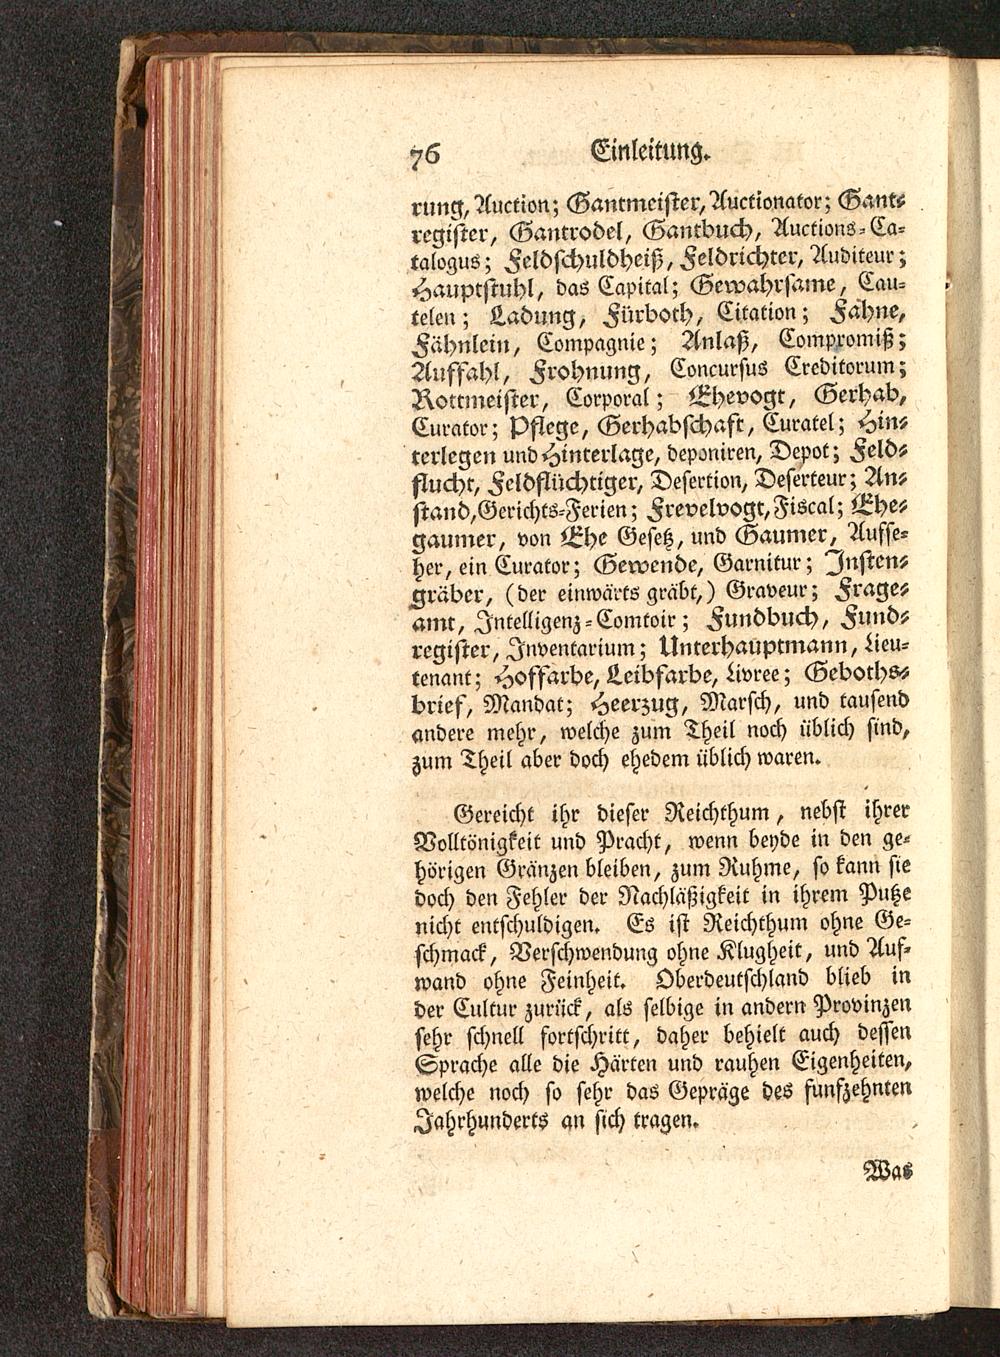 76 Einleitung.
rung, Auction; Gantmeister, Auctionator; Gant-
register, Gantrodel, Gantbuch, Auctions-Ca-
talogus; Feldschuldheiß, Feldrichter, Auditeur;
Hauptstuhl, das Capital; Gewahrsame, Cau-
telen; Ladung, Fürboth, Citation; Fahne,
Fähnlein, Compagnie; Anlaß, Compromiß;
Auffahl, Frohnung, Concursus Creditorum;
Rottmeister, Corporal; Ehevogt, Gerhab,
Curator; Pflege, Gerhabschaft, Curatel; Hin-
terlegen und Hinterlage, deponiren, Depot; Feld-
flucht, Feldflüchtiger, Desertion, Deserteur; An-
stand, Gerichts-Ferien; Frevelvogt, Fiscal; Ehe-
gaumer, von Ehe Gesetz, und Gaumer, Aufse-
her, ein Curator; Gewende, Garnitur; Insten-
gräber, (der einwärts gräbt,) Graveur; Frage-
amt, Intelligenz-Comtoir; Fundbuch, Fund-
register, Inventarium; Unterhauptmann, Lieu-
tenant; Hoffarbe, Leibfarbe, Livree; Geboths-
brief, Mandat; Heerzug, Marsch, und tausend
andere mehr, welche zum Theil noch üblich sind,
zum Theil aber doch ehedem üblich waren.
Gereicht ihr dieser Reichthum, nebst ihrer
Volltönigkeit und Pracht, wenn beyde in den ge-
hörigen Gränzen bleiben, zum Ruhme, so kann sie
doch den Fehler der Nachläßigkeit in ihrem Putze
nicht entschuldigen. Es ist Reichthum ohne Ge-
schmack, Verschwendung ohne Klugheit, und Auf-
wand ohne Feinheit. Oberdeutschland blieb in
der Cultur zurück, als selbige in andern Provinzen
sehr schnell fortschritt, daher behielt auch dessen
Sprache alle die Härten und rauhen Eigenheiten,
welche noch so sehr das Gepräge des funfzehnten
Jahrhunderts an sich tragen.
Was